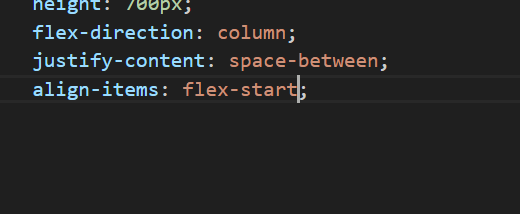 height: 700px;
flex-direction: column;
justify-content: space-between;
align-items: flex-start;